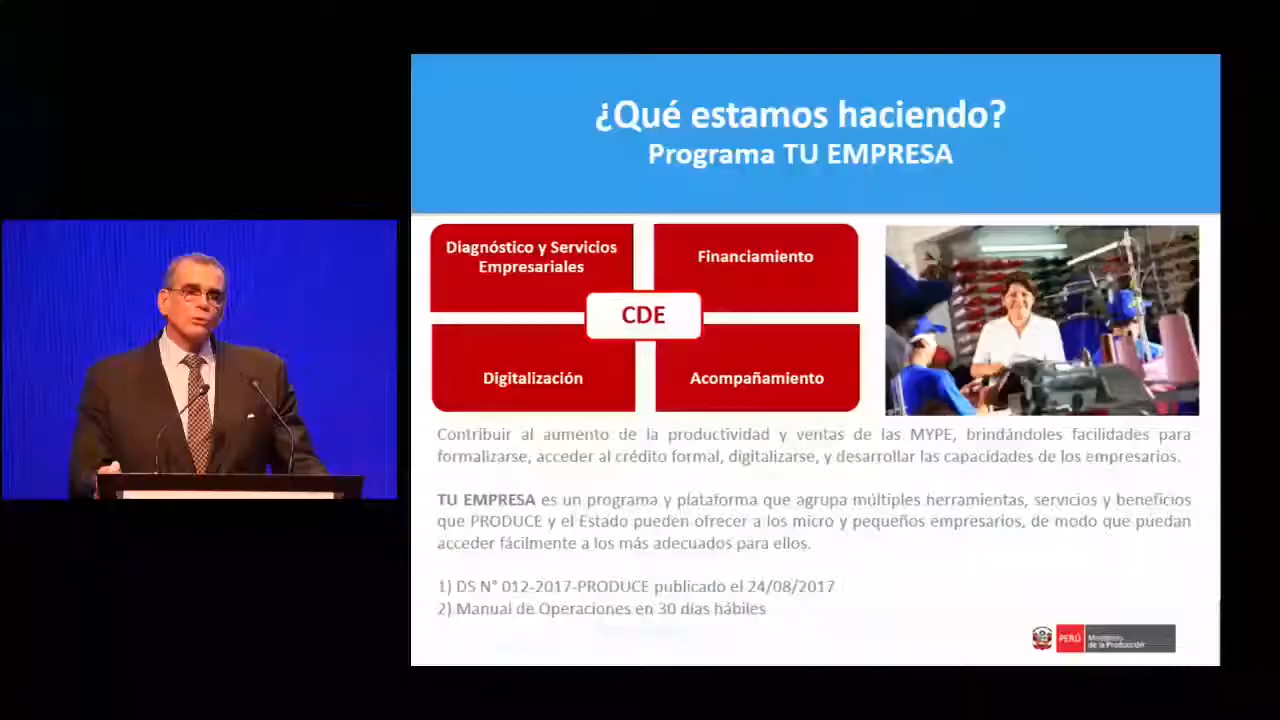 ¿Qué estamos haciendo?
Programa TU EMPRESA
Diagnóstico y Servicios
Empresariales
Financiamiento
CDE
Digitalización
Acompañamiento
Contribuir al aumento de la productividad y ventas de las MYPE, brindándoles facilidades para
formalizarse, acceder al crédito formal, digitalizarse, y desarrollar las capacidades de los empresarios.
TU EMPRESA es un programa y plataforma que agrupa múltiples herramientas, servicios y beneficios
que PRODUCE y el Estado pueden ofrecer a los micro y pequeños empresarios, de modo que puedan
acceder fácilmente a los más adecuados para ellos.
1) DS N° 012-2017-PRODUCE publicado el 24/08/2017
2) Manual de Operaciones en 30 días hábiles
PERÚ
Ministerio
de la Producción